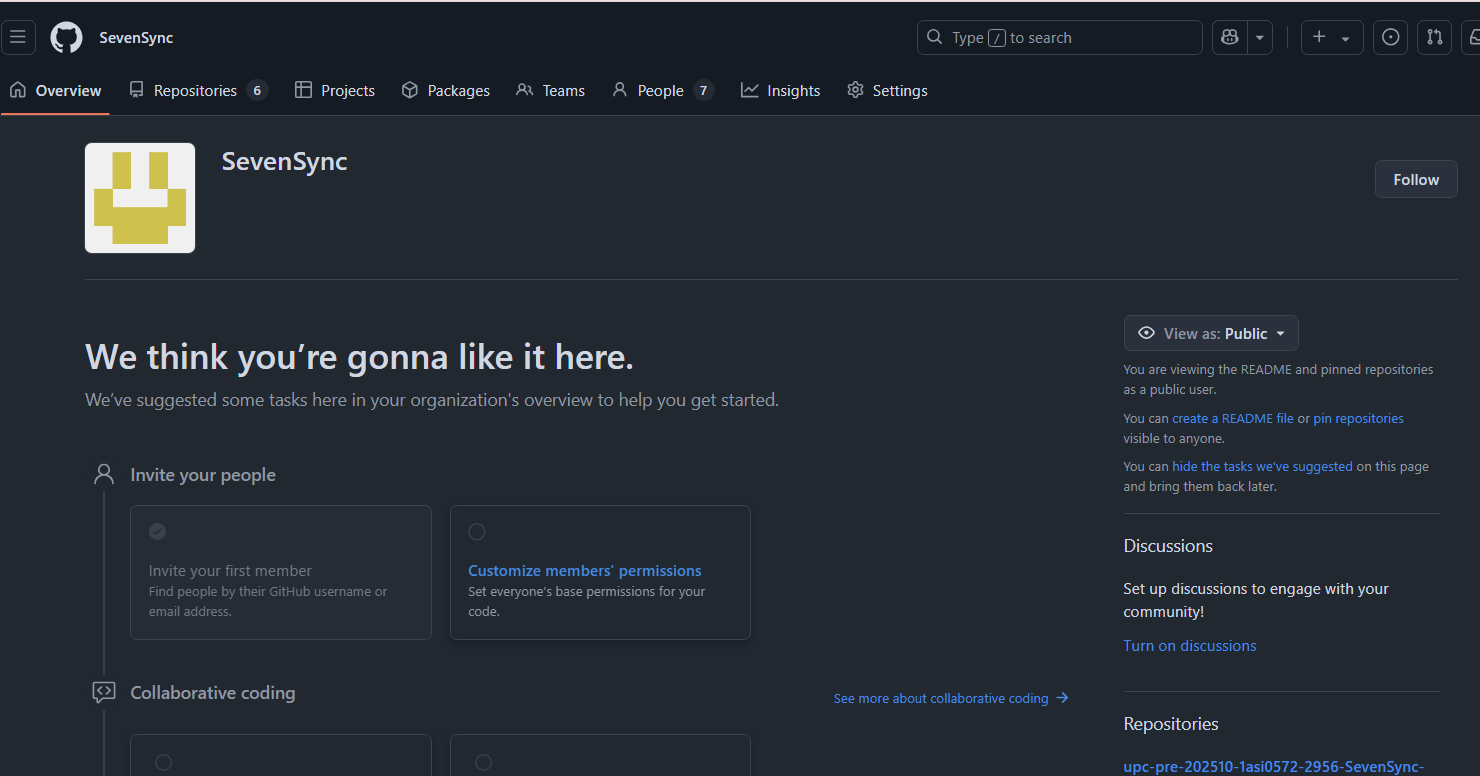 SevenSync
Type / to search
Overview
Repositories 6
Projects
Packages
Teams
People 7
Insights
Settings
SevenSync
Follow
We think you’re gonna like it here.
We’ve suggested some tasks here in your organization's overview to help you get started.
Invite your people
Invite your first member
Find people by their GitHub username or
email address.
Customize members' permissions
Set everyone’s base permissions for your
code.
Collaborative coding
See more about collaborative coding
View as: Public
You are viewing the README and pinned repositories
as a public user.
You can create a README file or pin repositories
visible to anyone.
You can hide the tasks we've suggested on this page
and bring them back later.
Discussions
Set up discussions to engage with your
community!
Turn on discussions
Repositories
upc-pre-202510-1asi0572-2956-SevenSync-